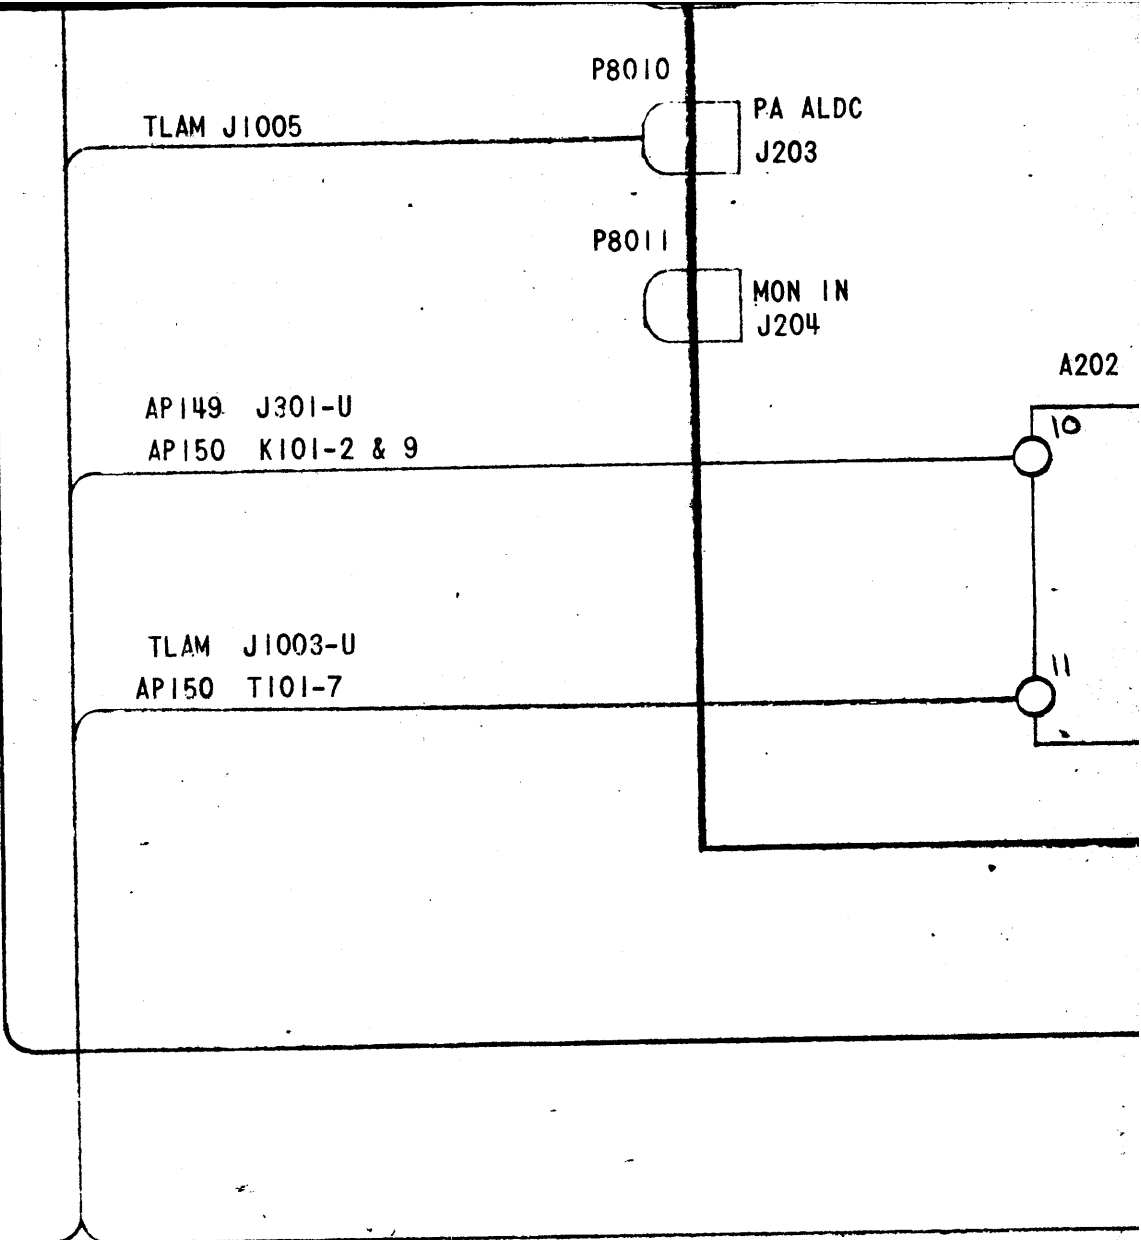 P8010
PA ALDC
TLAM J1005
J203
P8011
MON IN
J204
A202
AP149 J301-U
10
AP150 K101-2 & 9
TLAM J1003-U
11
AP150 T101-7